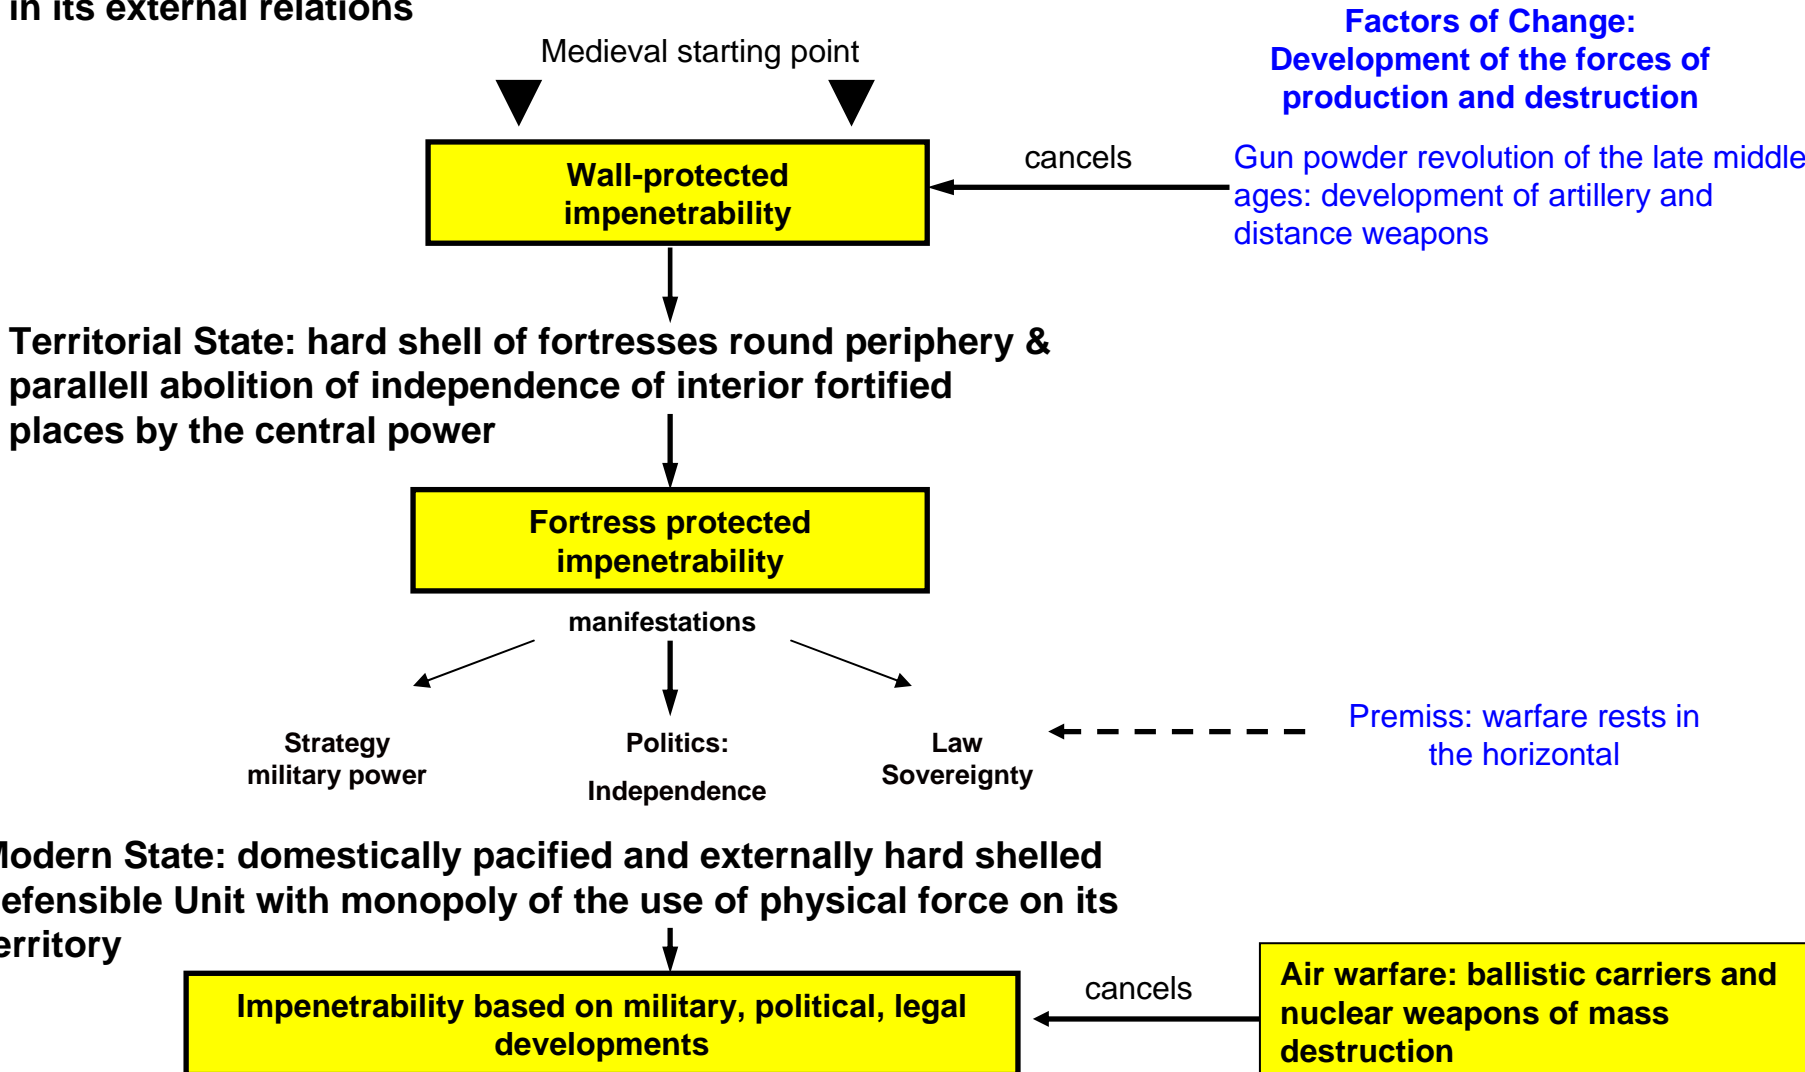 in its external relations
Factors of Change:
Development of the forces of
production and destruction
Medieval starting point
Wall-protected
impenetrability
cancels
Gun powder revolution of the late middle
ages: development of artillery and
distance weapons
Territorial State: hard shell of fortresses round periphery &
parallell abolition of independence of interior fortified
places by the central power
Fortress protected
impenetrability
manifestations
Strategy
military power
Politics:
Independence
Law
Sovereignty
Premiss: warfare rests in
the horizontal
Modern State: domestically pacified and externally hard shelled
efensible Unit with monopoly of the use of physical force on its
erritory
Impenetrability based on military, political, legal
developments
cancels
Air warfare: ballistic carriers and
nuclear weapons of mass
destruction